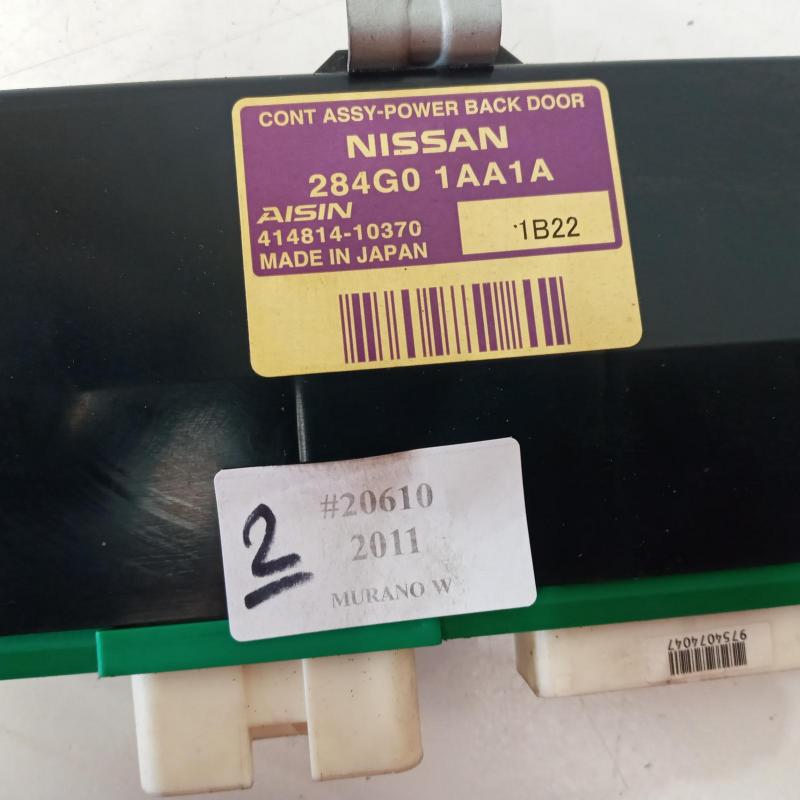 CONT ASSY-POWER BACK DOOR
NISSAN
284G0 1AA1A
AISIN
414814-10370
1B22
MADE IN JAPAN
2
#20610
2011
MURANO W
9754074047